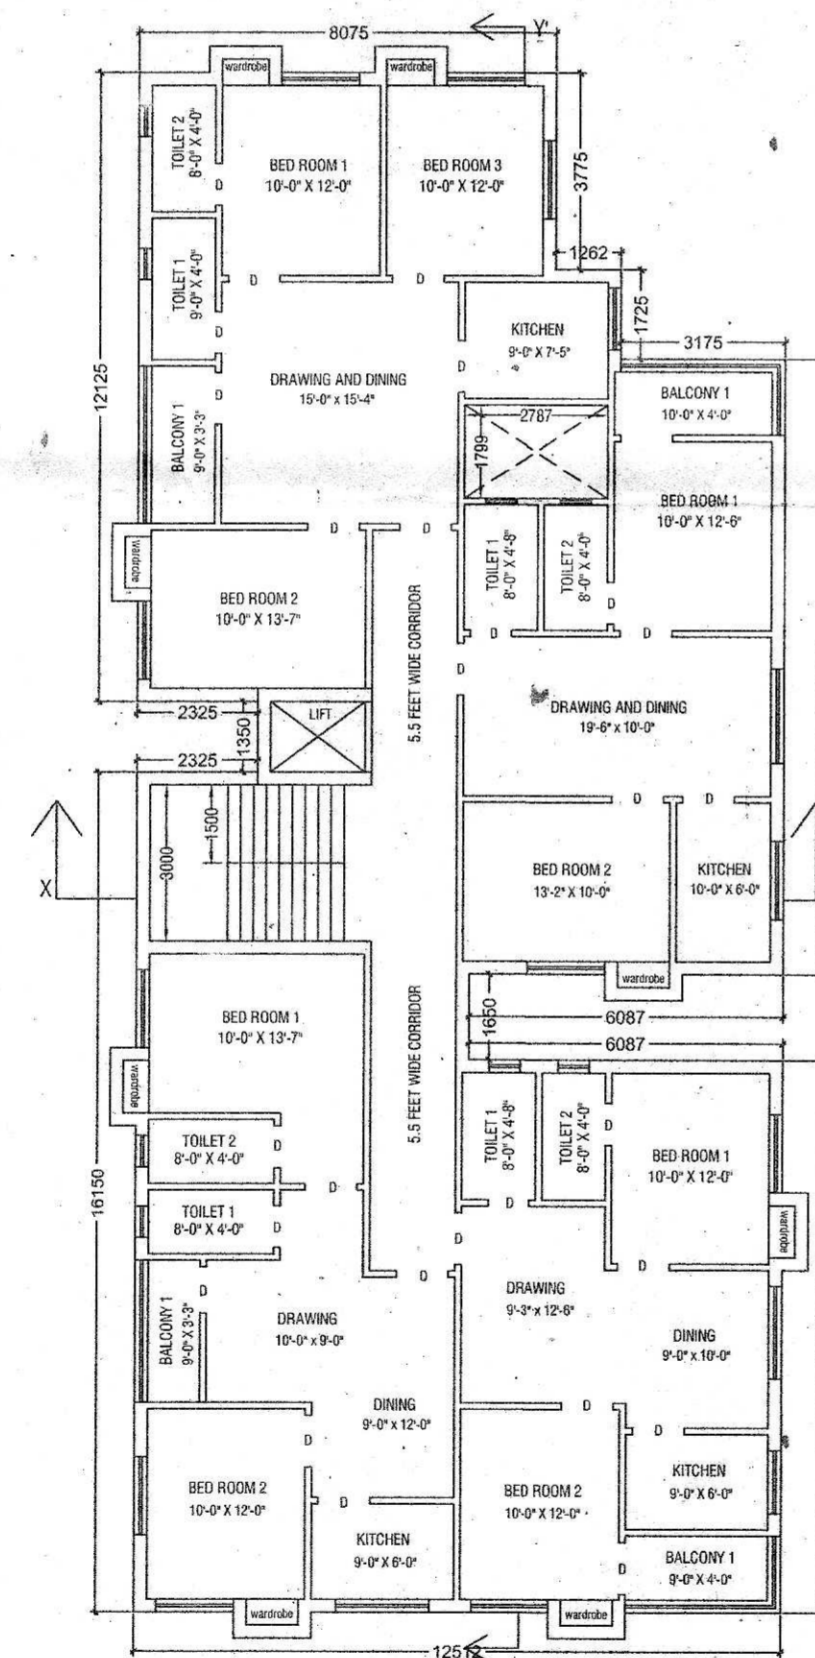 8075
Y'
wardrobe
wardrobe
TOILET 2
8'-0" X 4'-0"
BED ROOM 1
10'-0" X 12'-0"
BED ROOM 3
10'-0" X 12'-0"
3775
1262
TOILET 1
9'-0" X 4'-0"
D
D
D
D
KITCHEN
9'-0" X 7'-5"
1725
3175
12125
DRAWING AND DINING
15'-0" x 15'-4"
D
D
BALCONY 1
9'-0" X 3'-3"
BALCONY 1
10'-0" X 4'-0"
2787
1799
BED ROOM 1
10'-0" X 12'-6"
D
D
wardrobe
TOILET 1
8'-0" X 4'-8"
TOILET 2
8'-0" X 4'-0"
BED ROOM 2
10'-0" X 13'-7"
D
D
D
D
5.5 FEET WIDE CORRIDOR
2325
1350
LIFT
DRAWING AND DINING
19'-6" x 10'-0"
2325
D
D
3000
1500
X
BED ROOM 2
13'-2" X 10'-0"
KITCHEN
10'-0" X 6'-0"
wardrobe
BED ROOM 1
10'-0" X 13'-7"
5.5 FEET WIDE CORRIDOR
1650
6087
6087
wardrobe
TOILET 1
8'-0" X 4'-8"
TOILET 2
8'-0" X 4'-0"
D
TOILET 2
8'-0" X 4'-0"
D
BED ROOM 1
10'-0" X 12'-0"
16150
D
D
TOILET 1
8'-0" X 4'-0"
D
D
wardrobe
D
D
D
DRAWING
9'-3" x 12'-6"
BALCONY 1
9'-0" X 3'-3"
DRAWING
10'-0" x 9'-0"
DINING
9'-0" x 10'-0"
DINING
9'-0" x 12'-0"
D
D
D
BED ROOM 2
10'-0" X 12'-0"
D
KITCHEN
9'-0" X 6'-0"
BED ROOM 2
10'-0" X 12'-0"
KITCHEN
9'-0" X 6'-0"
D
BALCONY 1
9'-0" X 4'-0"
wardrobe
wardrobe
12512